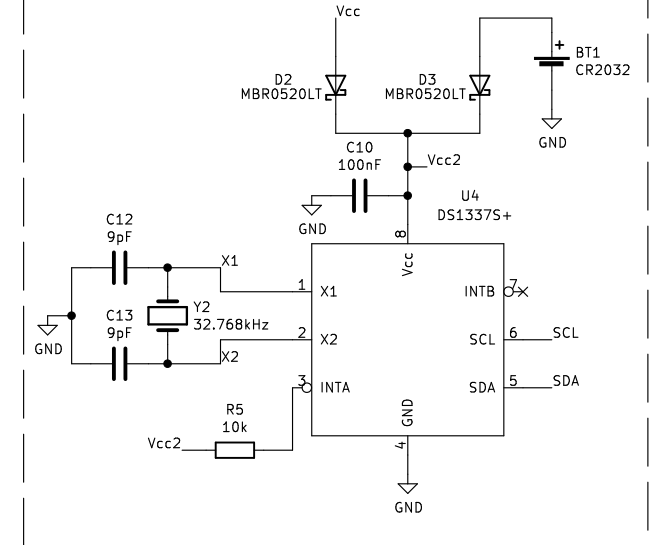 Vcc
D2
MBR0520LT
D3
MBR0520LT
+
BT1
CR2032
GND
C10
100nF
Vcc2
GND
U4
DS1337S+
8
Vcc
C12
9pF
X1
1
X1
INTB
7
C13
9pF
Y2
32.768kHz
GND
2
X2
SCL
6
SCL
X2
3
INTA
SDA
5
SDA
R5
10k
Vcc2
GND
4
GND